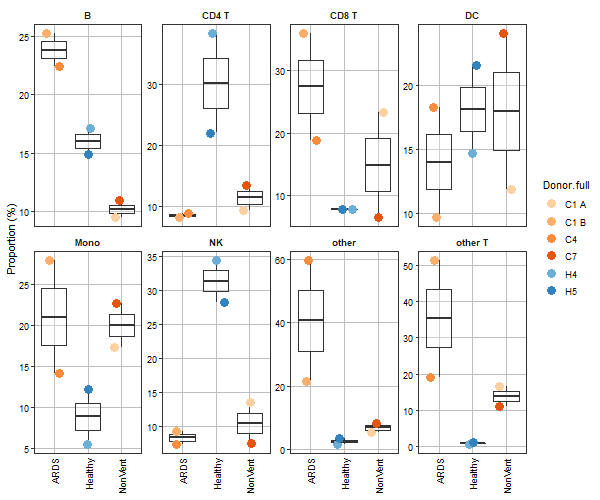 B
CD4 T
CD8 T
DC
25
20
15
10
30
20
10
30
20
10
20
15
10
Proportion (%)
Mono
NK
other
other T
25
20
15
10
5
35
30
25
20
15
10
60
40
20
0
50
40
30
20
10
0
ARDS
Healthy
NonVent
ARDS
Healthy
NonVent
ARDS
Healthy
NonVent
ARDS
Healthy
NonVent
Donor.full
C1 A
C1 B
C4
C7
H4
H5